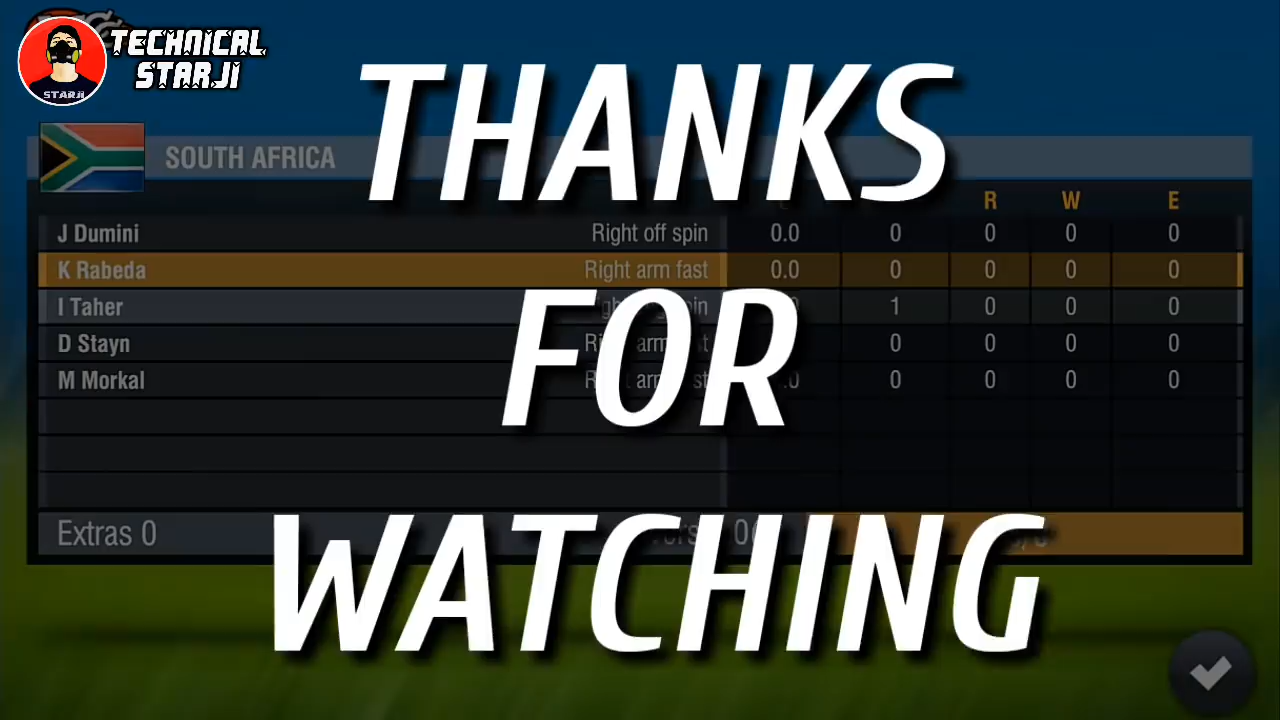 TECHNICAL
STARJI
STARJI
THANKS
SOUTH AFRICA
R W E
J Dumini Right off spin 0.0 0 0 0 0
K Rabeda Right arm fast 0.0 0 0 0 0
I Taher 1 0 0 0
FOR
D Stayn 0 0 0 0
M Morkal 0 0 0 0
Extras 0
WATCHING